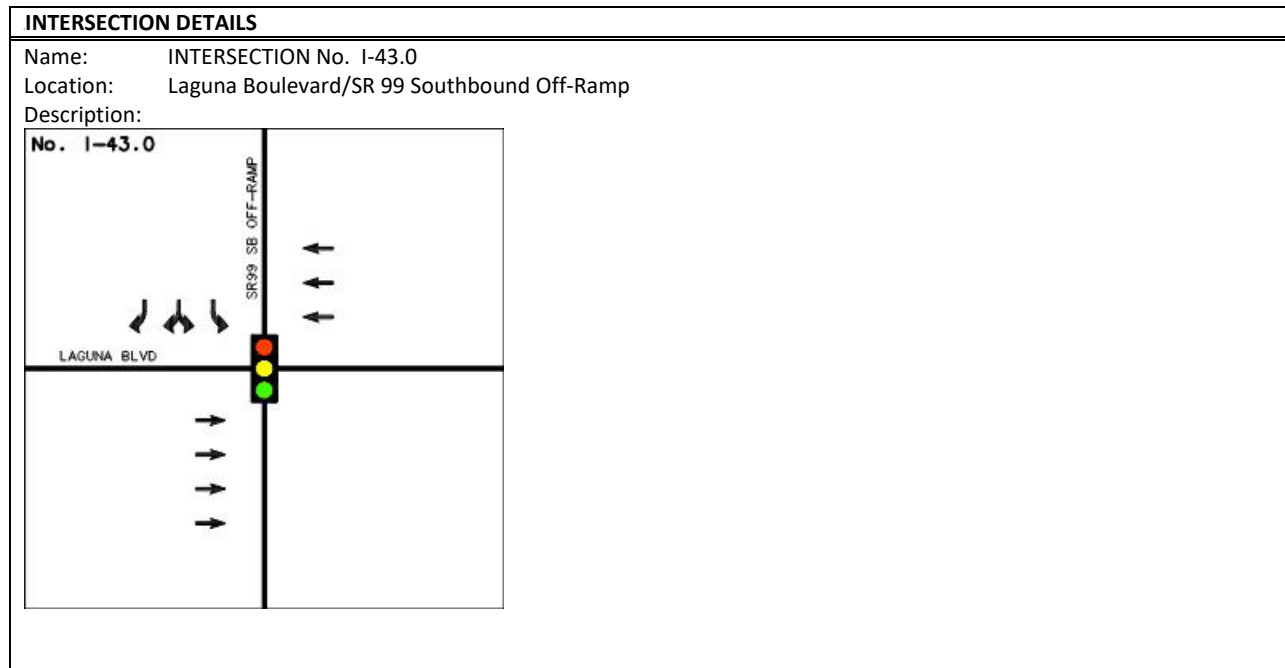 INTERSECTION DETAILS
Name: INTERSECTION No. I-43.0
Location: Laguna Boulevard/SR 99 Southbound Off-Ramp
Description:
No. I-43.0
SR99 SB OFF-RAMP
LAGUNA BLVD